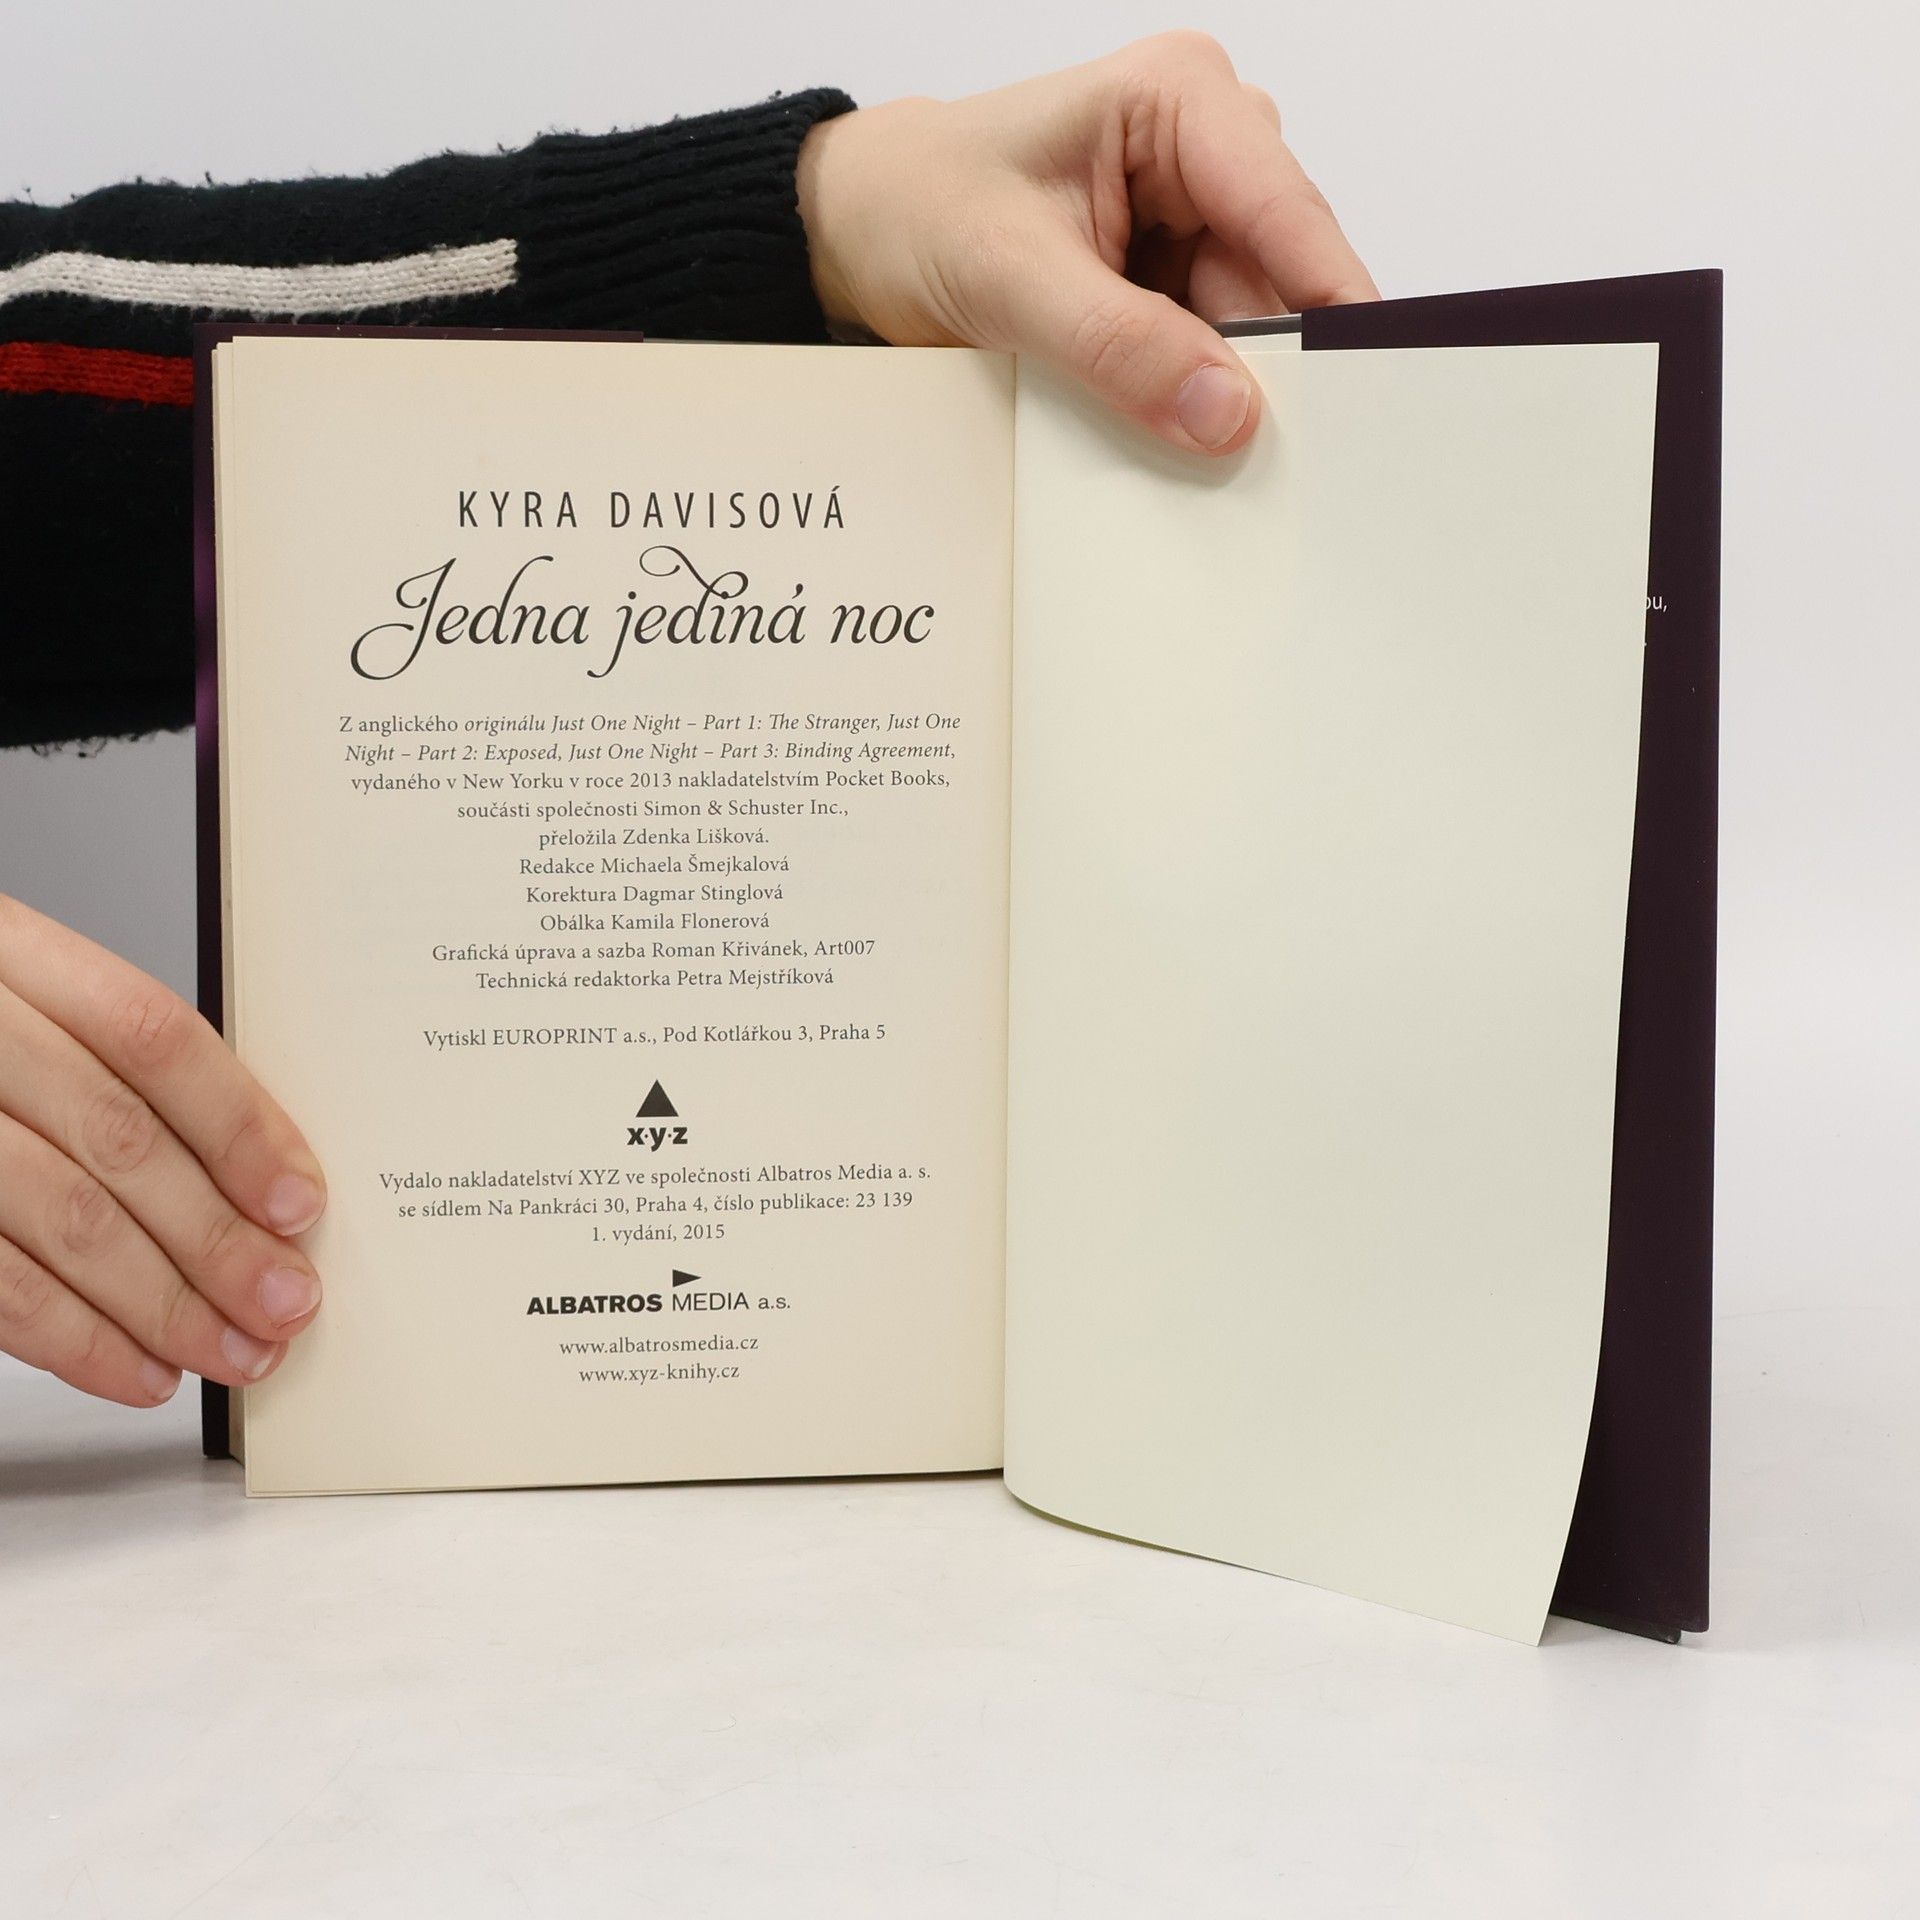 KYRA DAVISOVÁ
Jedna jediná noc
Z anglického originálu Just One Night – Part 1: The Stranger, Just One
Night – Part 2: Exposed, Just One Night – Part 3: Binding Agreement,
vydaného v New Yorku v roce 2013 nakladatelstvím Pocket Books,
součásti společnosti Simon & Schuster Inc.,
přeložila Zdenka Lišková.
Redakce Michaela Šmejkalová
Korektura Dagmar Stinglová
Obálka Kamila Flonerová
Grafická úprava a sazba Roman Křivánek, Art007
Technická redaktorka Petra Mejstříková
Vytiskl EUROPRINT a.s., Pod Kotlářkou 3, Praha 5
x·y·z
Vydalo nakladatelství XYZ ve společnosti Albatros Media a. s.
se sídlem Na Pankráci 30, Praha 4, číslo publikace: 23 139
1. vydání, 2015
ALBATROS MEDIA a.s.
www.albatrosmedia.cz
www.xyz-knihy.cz